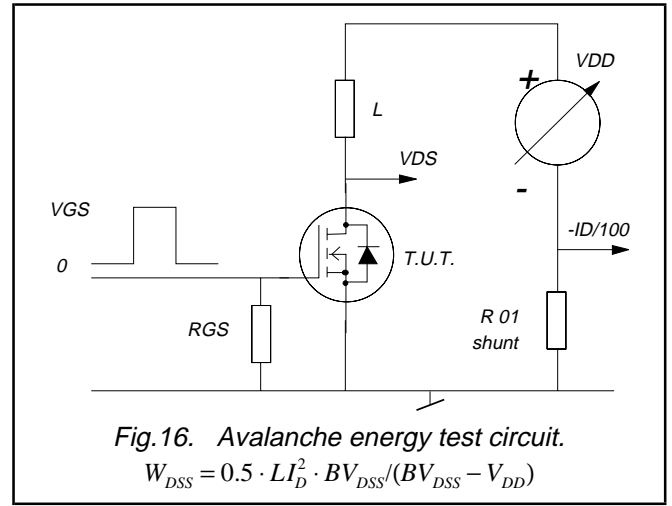 +
VDD
L
VDS
-
VGS
-ID/100
0
T.U.T.
RGS
R 01
shunt
Fig.16. Avalanche energy test circuit.
W_DSS = 0.5 · LI_D^2 · BV_DSS/(BV_DSS − V_DD)